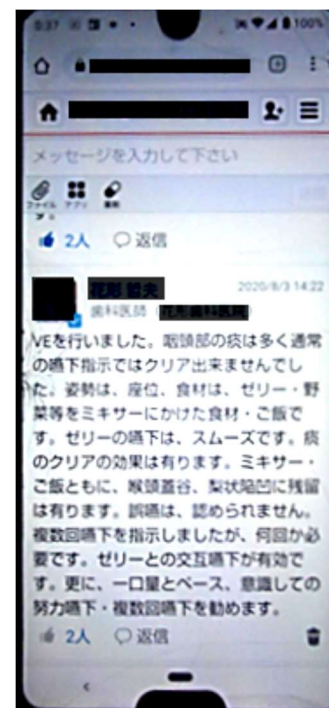 0:37
100%
メッセージを入力して下さい
ファイル アプリ
2人 返信
2020/8/3 14:22
歯科医師
VEを行いました。咽頭部の痰は多く通常
の嚥下指示ではクリア出来ませんでし
た。姿勢は、座位、食材は、ゼリー・野
菜等をミキサーにかけた食材・ご飯で
す。ゼリーの嚥下は、スムーズです。痰
のクリアの効果は有ります。ミキサー・
ご飯ともに、喉頭蓋谷、梨状陥凹に残留
は有ります。誤嚥は、認められません。
複数回嚥下を指示しましたが、何回か必
要です。ゼリーとの交互嚥下が有効で
す。更に、一口量とペース、意識しての
努力嚥下・複数回嚥下を勧めます。
2人 返信